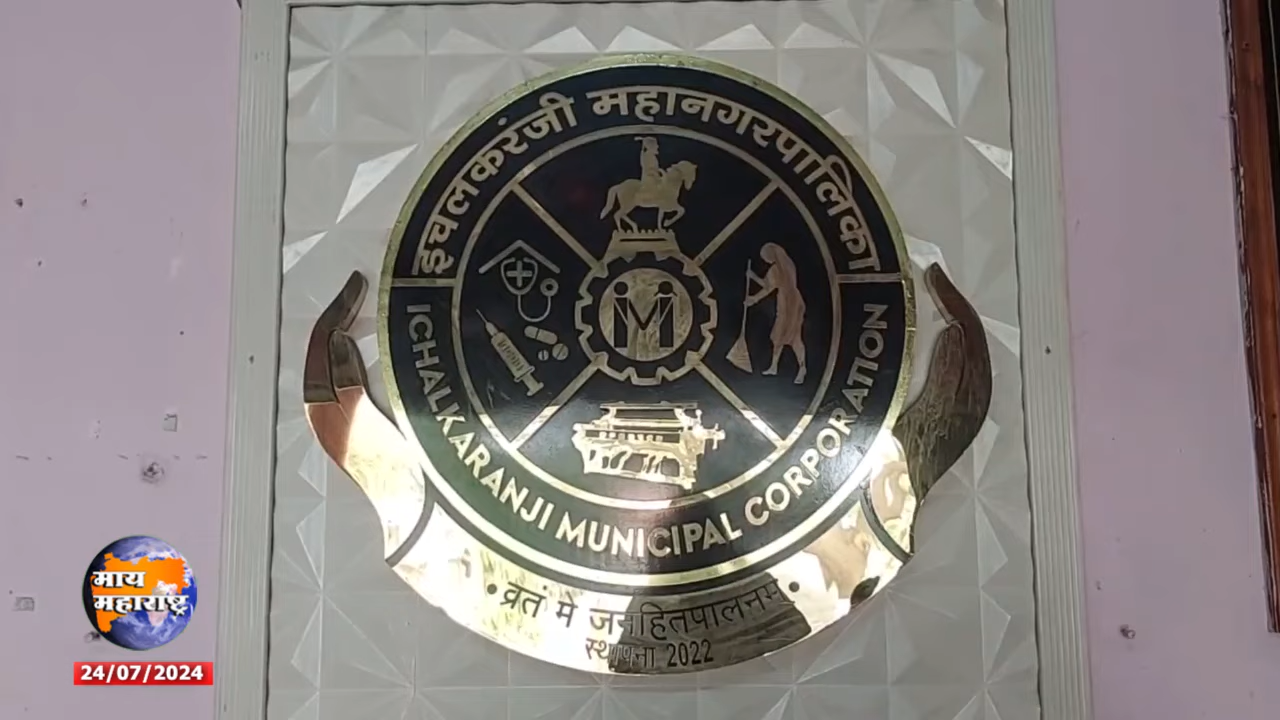 इचलकरंजी महानगरपालिका
ICHALKARANJI MUNICIPAL CORPORATION
• व्रतं मे जनहितपालनम •
स्थापना 2022
माय
महाराष्ट्र
24/07/2024